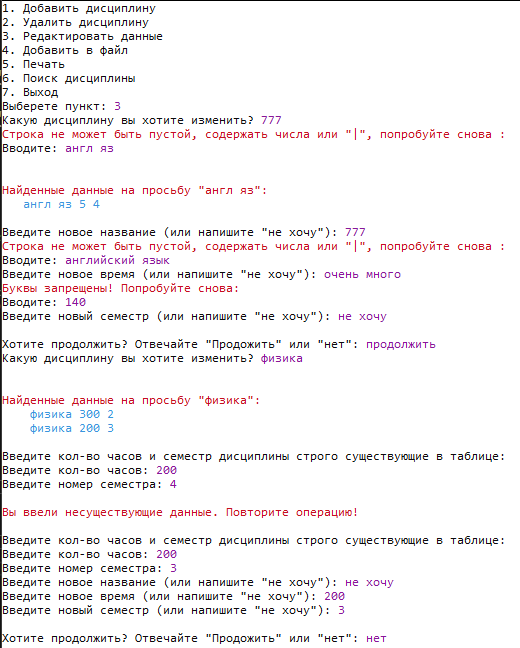 1. Добавить дисциплину
2. Удалить дисциплину
3. Редактировать данные
4. Добавить в файл
5. Печать
6. Поиск дисциплины
7. Выход
Выберете пункт: 3
Какую дисциплину вы хотите изменить? 777
Строка не может быть пустой, содержать числа или "|", попробуйте снова :
Вводите: англ яз
Найденные данные на просьбу "англ яз":
англ яз 5 4
Введите новое название (или напишите "не хочу"): 777
Строка не может быть пустой, содержать числа или "|", попробуйте снова :
Вводите: английский язык
Введите новое время (или напишите "не хочу"): очень много
Буквы запрещены! Попробуйте снова:
Вводите: 140
Введите новый семестр (или напишите "не хочу"): не хочу
Хотите продолжить? Отвечайте "Продожить" или "нет": продолжить
Какую дисциплину вы хотите изменить? физика
Найденные данные на просьбу "физика":
физика 300 2
физика 200 3
Введите кол-во часов и семестр дисциплины строго существующие в таблице:
Введите кол-во часов: 200
Введите номер семестра: 4
Вы ввели несуществующие данные. Повторите операцию!
Введите кол-во часов и семестр дисциплины строго существующие в таблице:
Введите кол-во часов: 200
Введите номер семестра: 3
Введите новое название (или напишите "не хочу"): не хочу
Введите новое время (или напишите "не хочу"): 200
Введите новый семестр (или напишите "не хочу"): 3
Хотите продолжить? Отвечайте "Продожить" или "нет": нет